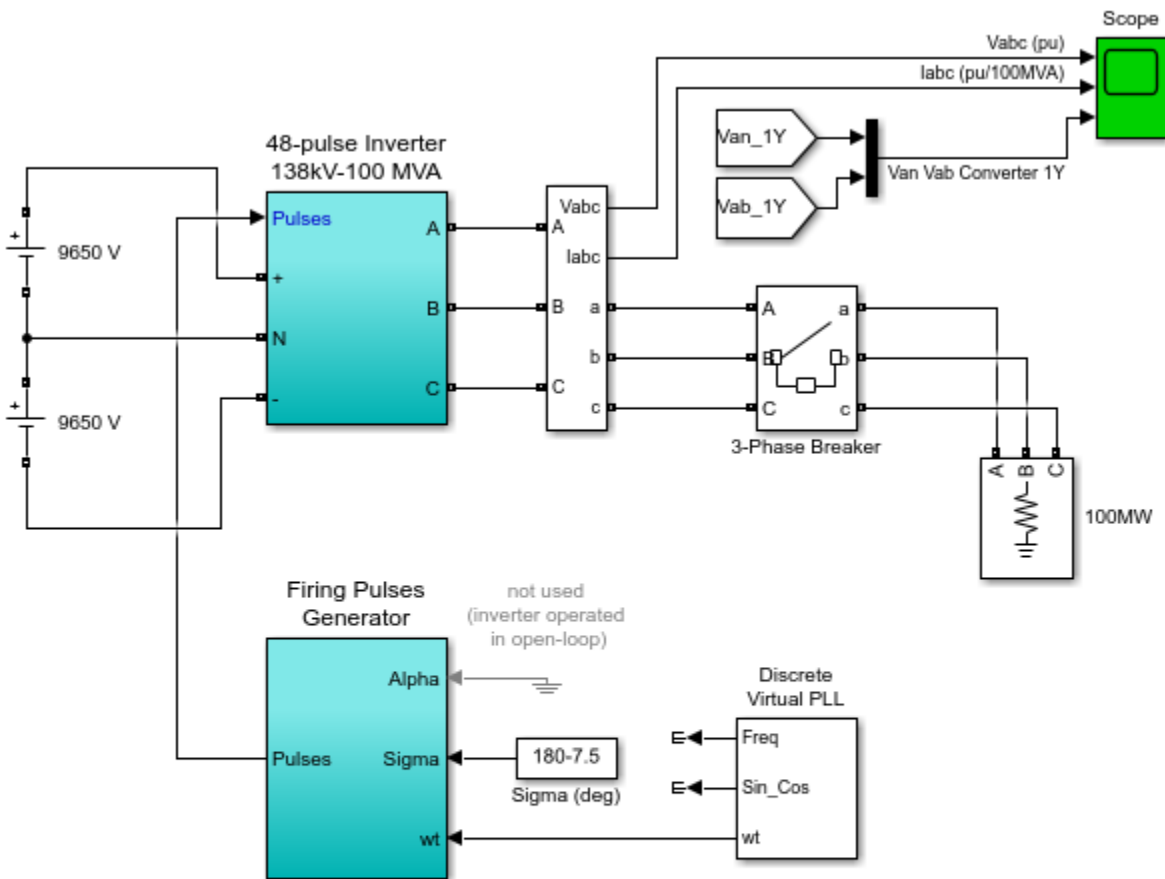 Scope
Vabc (pu)
Iabc (pu/100MVA)
Van_1Y
Vab_1Y
Van Vab Converter 1Y
48-pulse Inverter
138kV-100 MVA
Pulses
+
N
-
A
B
C
+
9650 V
+
9650 V
Vabc
A
Iabc
B
a
b
C
c
A
a
B
b
C
c
3-Phase Breaker
A
B
C
100MW
Firing Pulses
Generator
not used
(inverter operated
in open-loop)
Alpha
Pulses
Sigma
wt
180-7.5
Sigma (deg)
Discrete
Virtual PLL
Freq
Sin_Cos
wt